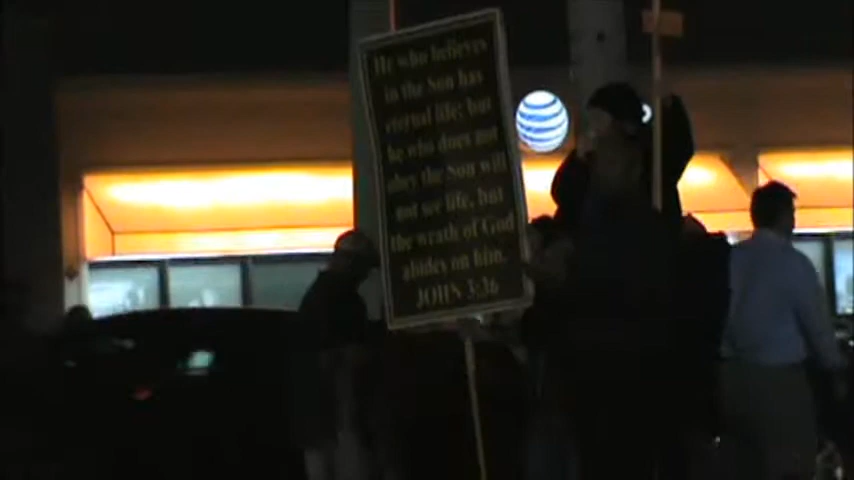 He who believes
in the Son has
eternal life; but
he who does not
obey the Son will
not see life, but
the wrath of God
abides on him.
JOHN 3:36